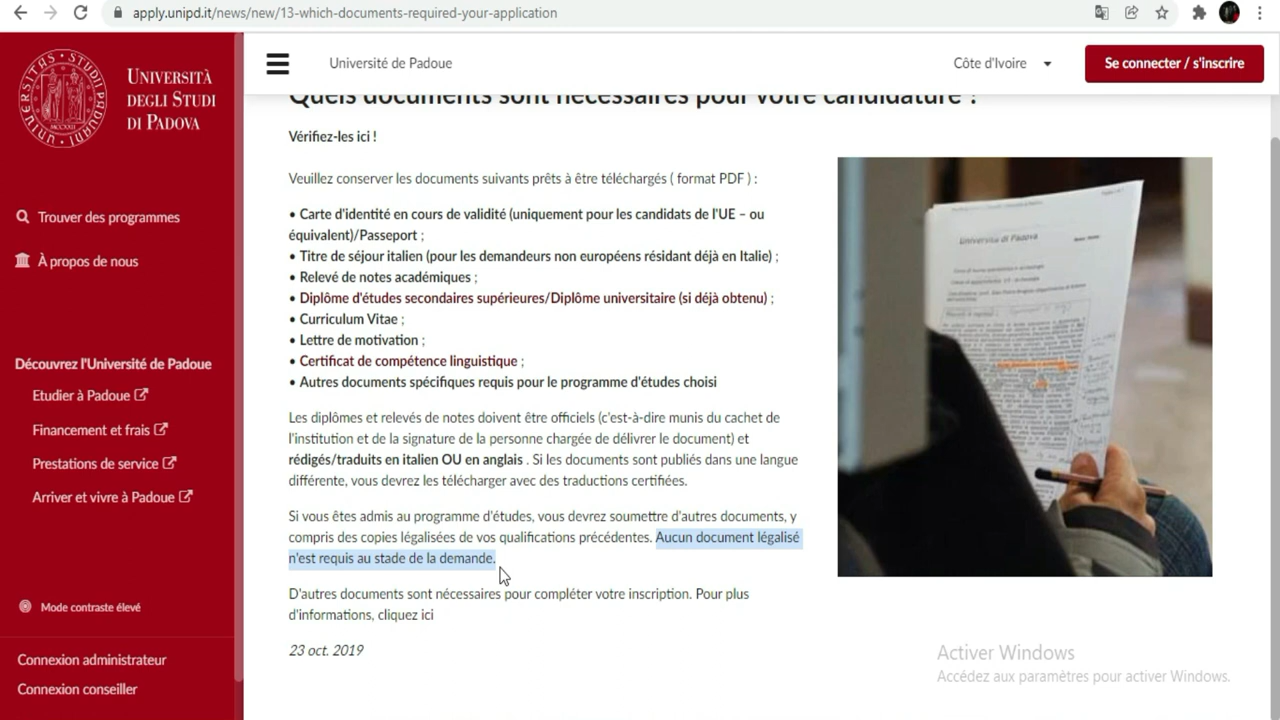 apply.unipd.it/news/new/13-which-documents-required-your-application
UNIVERSITÀ
DEGLI STUDI
DI PADOVA
Trouver des programmes
À propos de nous
Découvrez l'Université de Padoue
Etudier à Padoue
Financement et frais
Prestations de service
Arriver et vivre à Padoue
Mode contraste élevé
Connexion administrateur
Connexion conseiller
Université de Padoue
Côte d'Ivoire
Se connecter / s'inscrire
Quels documents sont nécessaires pour votre candidature ?
Vérifiez-les ici !
Veuillez conserver les documents suivants prêts à être téléchargés ( format PDF ) :
• Carte d'identité en cours de validité (uniquement pour les candidats de l'UE – ou
équivalent)/Passeport ;
• Titre de séjour italien (pour les demandeurs non européens résidant déjà en Italie) ;
• Relevé de notes académiques ;
• Diplôme d'études secondaires supérieures/Diplôme universitaire (si déjà obtenu) ;
• Curriculum Vitae ;
• Lettre de motivation ;
• Certificat de compétence linguistique ;
• Autres documents spécifiques requis pour le programme d'études choisi
Les diplômes et relevés de notes doivent être officiels (c'est-à-dire munis du cachet de
l'institution et de la signature de la personne chargée de délivrer le document) et
rédigés/traduits en italien OU en anglais . Si les documents sont publiés dans une langue
différente, vous devrez les télécharger avec des traductions certifiées.
Si vous êtes admis au programme d'études, vous devrez soumettre d'autres documents, y
compris des copies légalisées de vos qualifications précédentes. Aucun document légalisé
n'est requis au stade de la demande.
D'autres documents sont nécessaires pour compléter votre inscription. Pour plus
d'informations, cliquez ici
23 oct. 2019
Universita di Padova
Activer Windows
Accédez aux paramètres pour activer Windows.